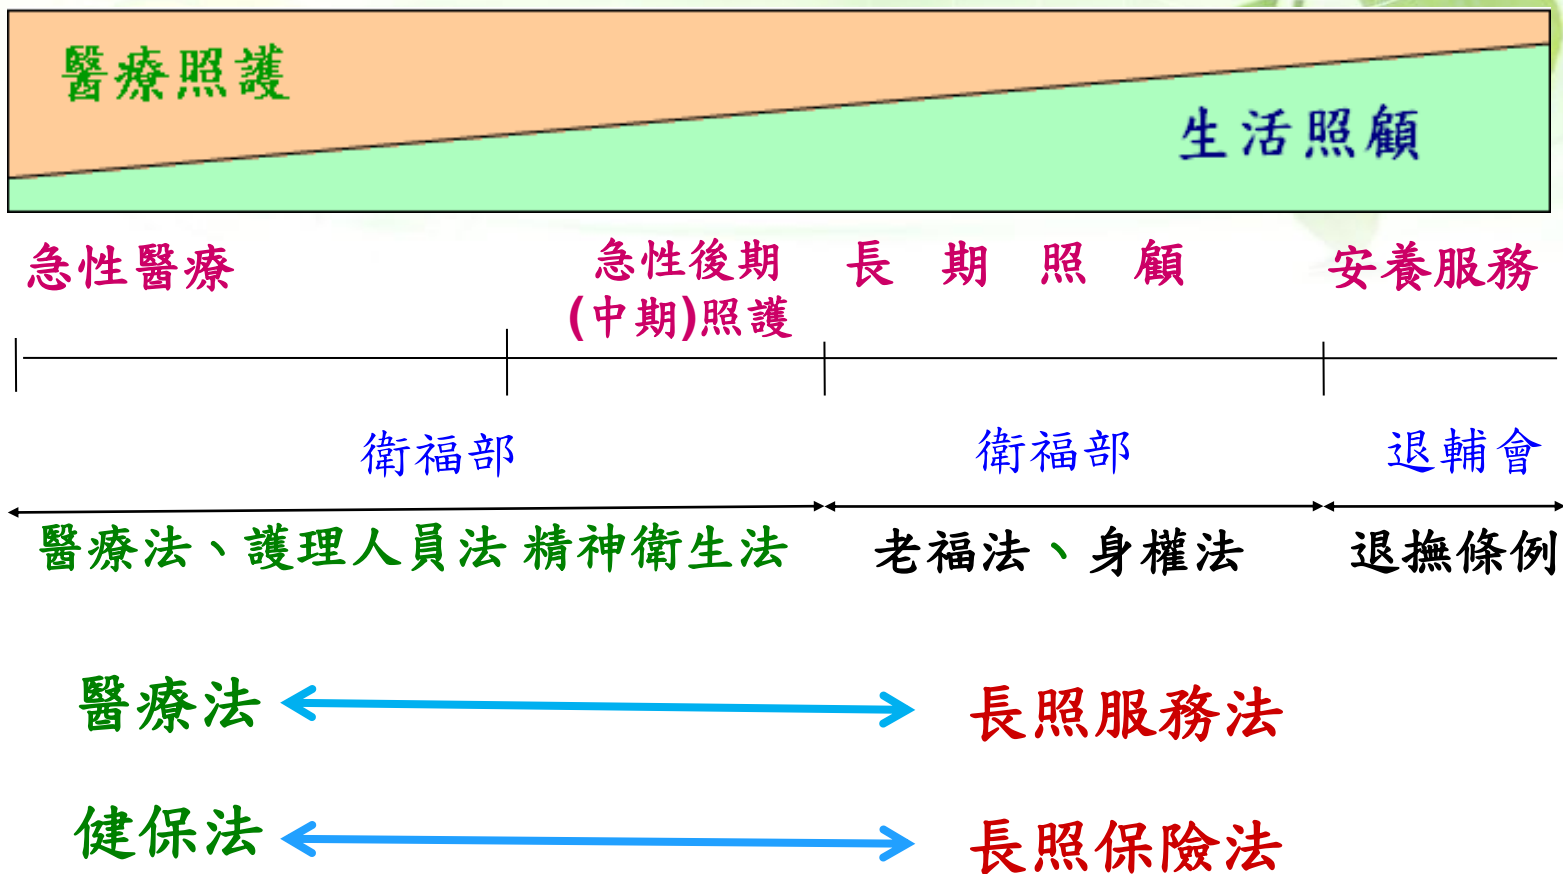 醫療照護
生活照顧
急性醫療
急性後期
(中期)照護
長 期 照 顧
安養服務
衛福部
衛福部
退輔會
醫療法、護理人員法 精神衛生法
老福法、身權法
退撫條例
醫療法
長照服務法
健保法
長照保險法